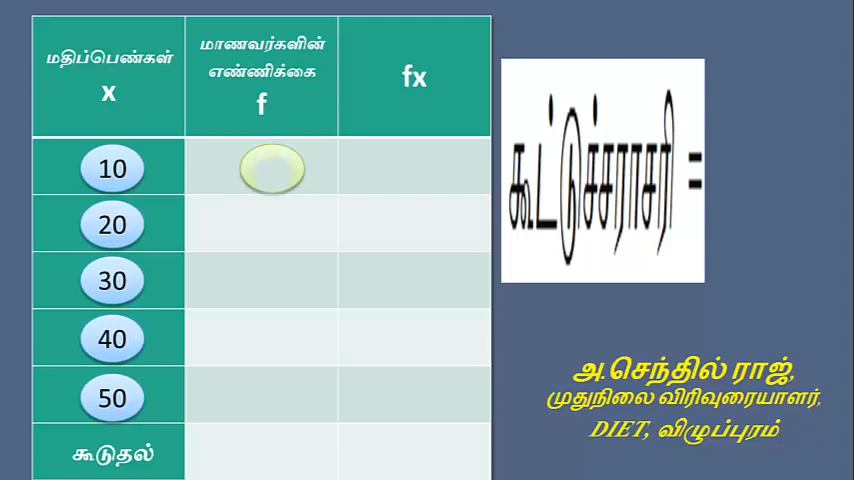 மதிப்பெண்கள்
x
மாணவர்களின்
எண்ணிக்கை
f
fx
10
20
30
40
50
கூடுதல்
கூட்டுச்சராசரி =
அ.செந்தில் ராஜ்,
முதுநிலை விரிவுரையாளர்,
DIET, விழுப்புரம்